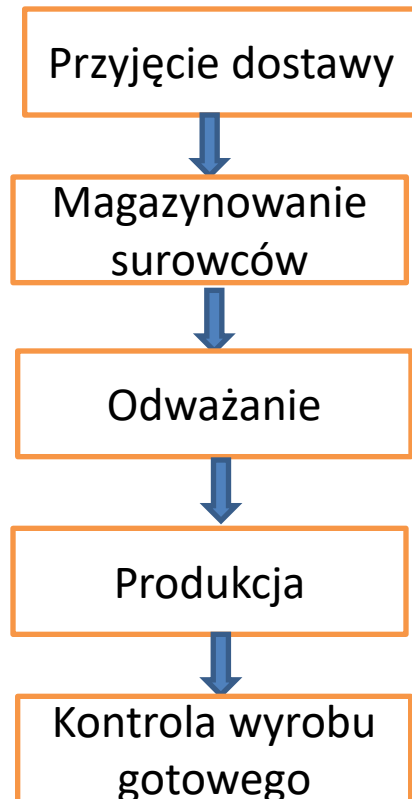 Przyjęcie dostawy
Magazynowanie
surowców
Odważanie
Produkcja
Kontrola wyrobu
gotowego